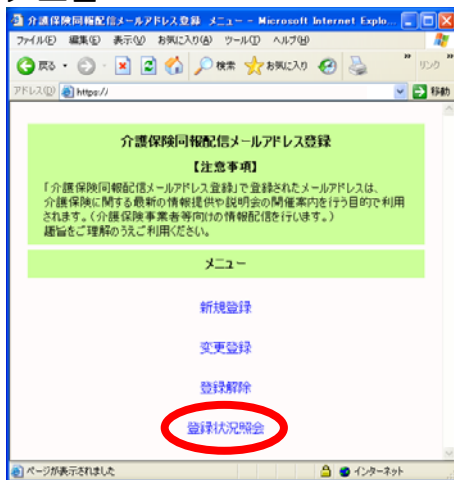 介護保険同報配信メールアドレス登録 メニュー - Microsoft Internet Explo...
ファイル(F) 編集(E) 表示(V) お気に入り(A) ツール(T) ヘルプ(H)
戻る 検索 お気に入り リンク
アドレス(D) https:// 移動
介護保険同報配信メールアドレス登録
【注意事項】
「介護保険同報配信メールアドレス登録」で登録されたメールアドレスは、
介護保険に関する最新の情報提供や説明会の開催案内を行う目的で利用
されます。(介護保険事業者等向けの情報配信を行います。)
趣旨をご理解のうえご利用ください。
メニュー
新規登録
変更登録
登録解除
登録状況照会
ページが表示されました インターネット